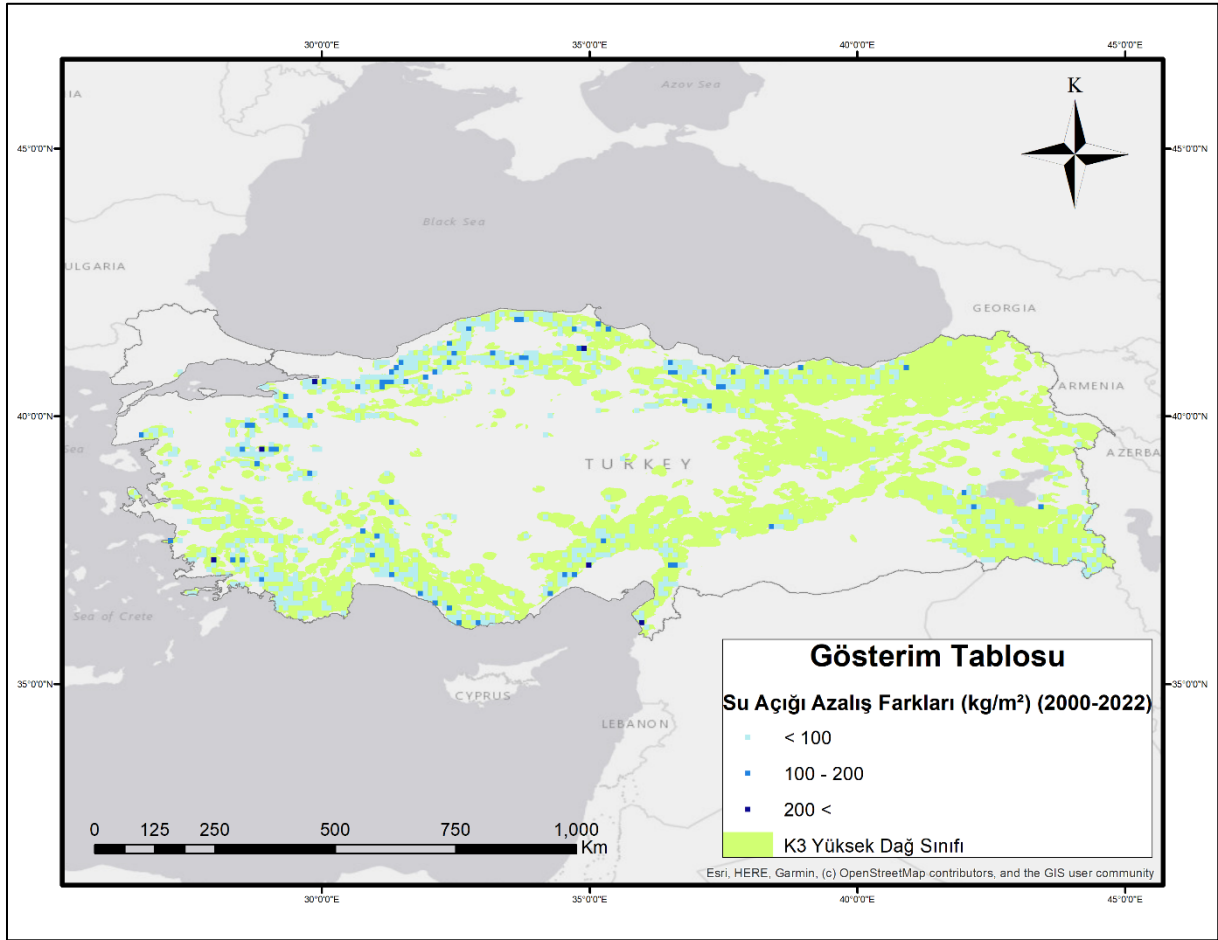 30°0'0"E 35°0'0"E 40°0'0"E 45°0'0"E
IA
Azov Sea
K
45°0'0"N
45°0'0"N
Black Sea
ULGARIA
GEORGIA
ARMENIA
40°0'0"N
40°0'0"N
Sea
AZERBA
TURKEY
Sea of Crete
Gösterim Tablosu
35°0'0"N
35°0'0"N
CYPRUS
Su Açığı Azalış Farkları (kg/m²) (2000-2022)
LEBANON
< 100
100 - 200
200 <
0 125 250 500 750 1,000
Km
K3 Yüksek Dağ Sınıfı
Esri, HERE, Garmin, (c) OpenStreetMap contributors, and the GIS user community
30°0'0"E 35°0'0"E 40°0'0"E 45°0'0"E